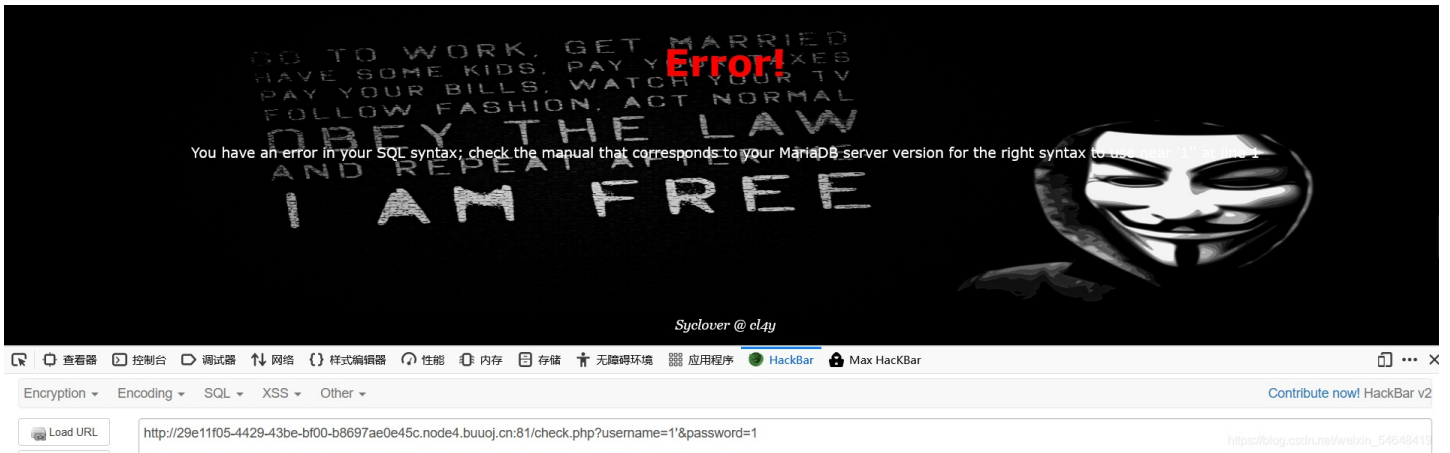 GO TO WORK, GET MARRIED
Error!
HAVE SOME KIDS, PAY YOUR TAXES
PAY YOUR BILLS, WATCH YOUR TV
FOLLOW FASHION, ACT NORMAL
OBEY THE LAW
You have an error in your SQL syntax; check the manual that corresponds to your MariaDB server version for the right syntax to use near '1'' at line 1
AND REPEAT AFTER ME
I AM FREE
Syclover @ cl4y
查看器 控制台 调试器 网络 {} 样式编辑器 性能 内存 存储 无障碍环境 应用程序 HackBar Max HacKBar
Encryption Encoding SQL XSS Other Contribute now! HackBar v2
Load URL http://29e11f05-4429-43be-bf00-b8697ae0e45c.node4.buuoj.cn:81/check.php?username=1'&password=1
https://blog.csdn.net/weixin_54648419